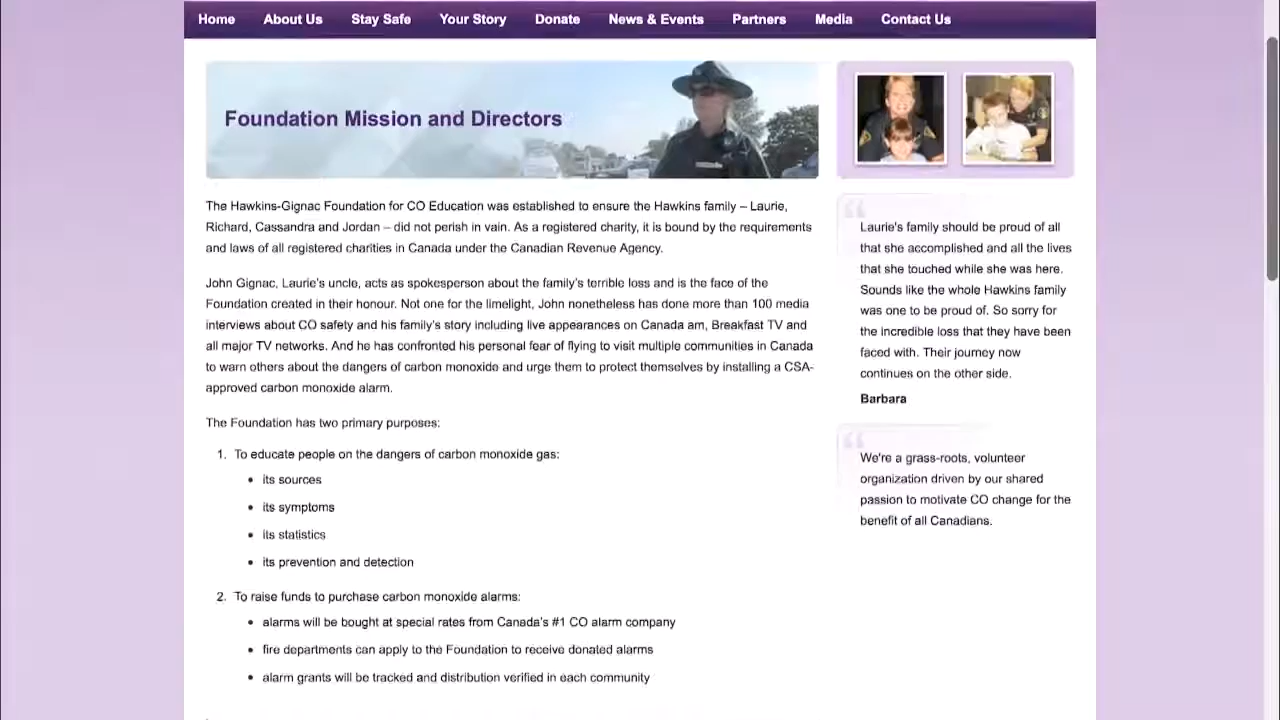 Home About Us Stay Safe Your Story Donate News & Events Partners Media Contact Us
Foundation Mission and Directors
The Hawkins-Gignac Foundation for CO Education was established to ensure the Hawkins family – Laurie,
Richard, Cassandra and Jordan – did not perish in vain. As a registered charity, it is bound by the requirements
and laws of all registered charities in Canada under the Canadian Revenue Agency.
John Gignac, Laurie's uncle, acts as spokesperson about the family's terrible loss and is the face of the
Foundation created in their honour. Not one for the limelight, John nonetheless has done more than 100 media
interviews about CO safety and his family's story including live appearances on Canada am, Breakfast TV and
all major TV networks. And he has confronted his personal fear of flying to visit multiple communities in Canada
to warn others about the dangers of carbon monoxide and urge them to protect themselves by installing a CSA-
approved carbon monoxide alarm.
The Foundation has two primary purposes:
1. To educate people on the dangers of carbon monoxide gas:
• its sources
• its symptoms
• its statistics
• its prevention and detection
2. To raise funds to purchase carbon monoxide alarms:
• alarms will be bought at special rates from Canada's #1 CO alarm company
• fire departments can apply to the Foundation to receive donated alarms
• alarm grants will be tracked and distribution verified in each community
Laurie's family should be proud of all
that she accomplished and all the lives
that she touched while she was here.
Sounds like the whole Hawkins family
was one to be proud of. So sorry for
the incredible loss that they have been
faced with. Their journey now
continues on the other side.
Barbara
We're a grass-roots, volunteer
organization driven by our shared
passion to motivate CO change for the
benefit of all Canadians.